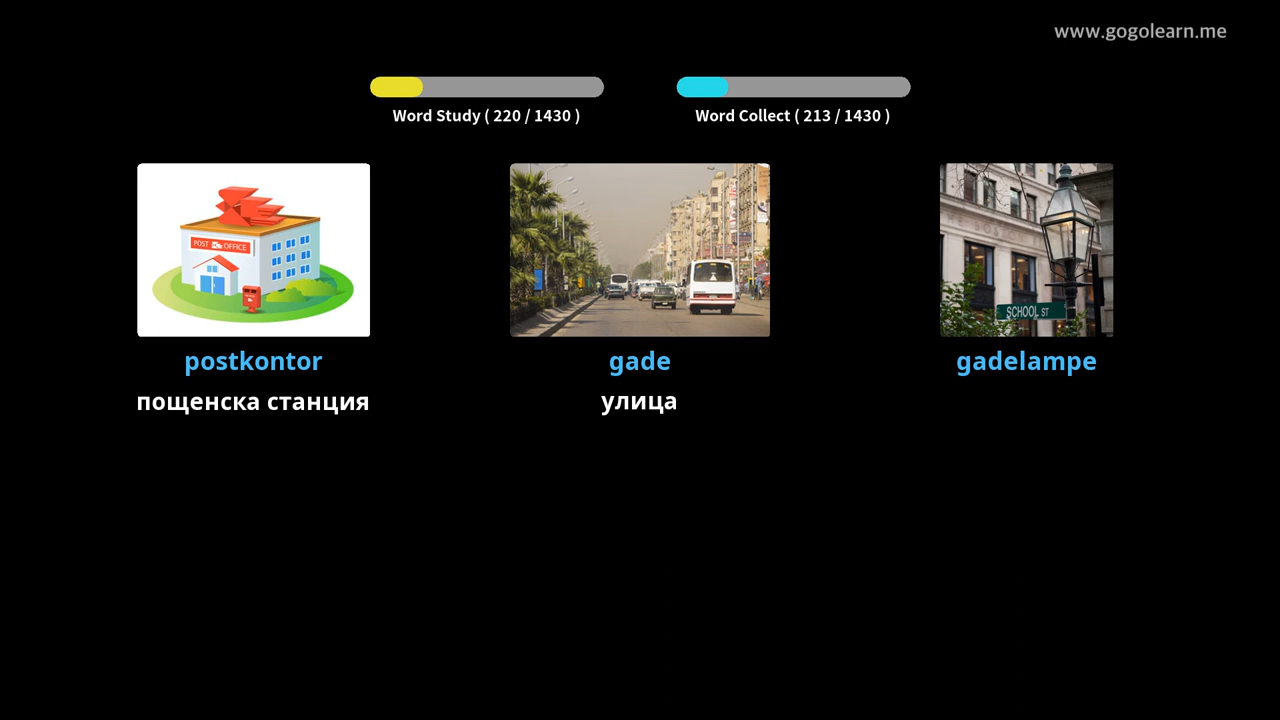 www.gogolearn.me
Word Study ( 220 / 1430 )
Word Collect ( 213 / 1430 )
POST OFFICE
SCHOOL ST
postkontor
gade
gadelampe
пощенска станция
улица